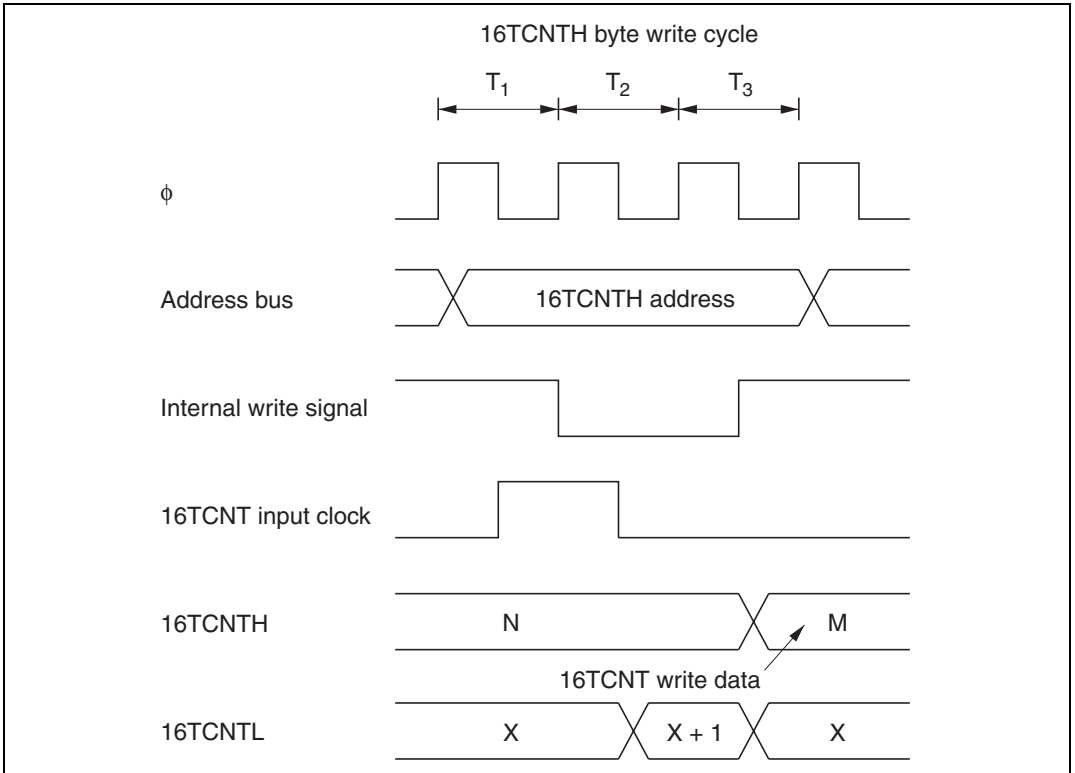 16TCNTH byte write cycle
T1 T2 T3
φ
Address bus
16TCNTH address
Internal write signal
16TCNT input clock
16TCNTH
N
M
16TCNT write data
16TCNTL
X
X + 1
X